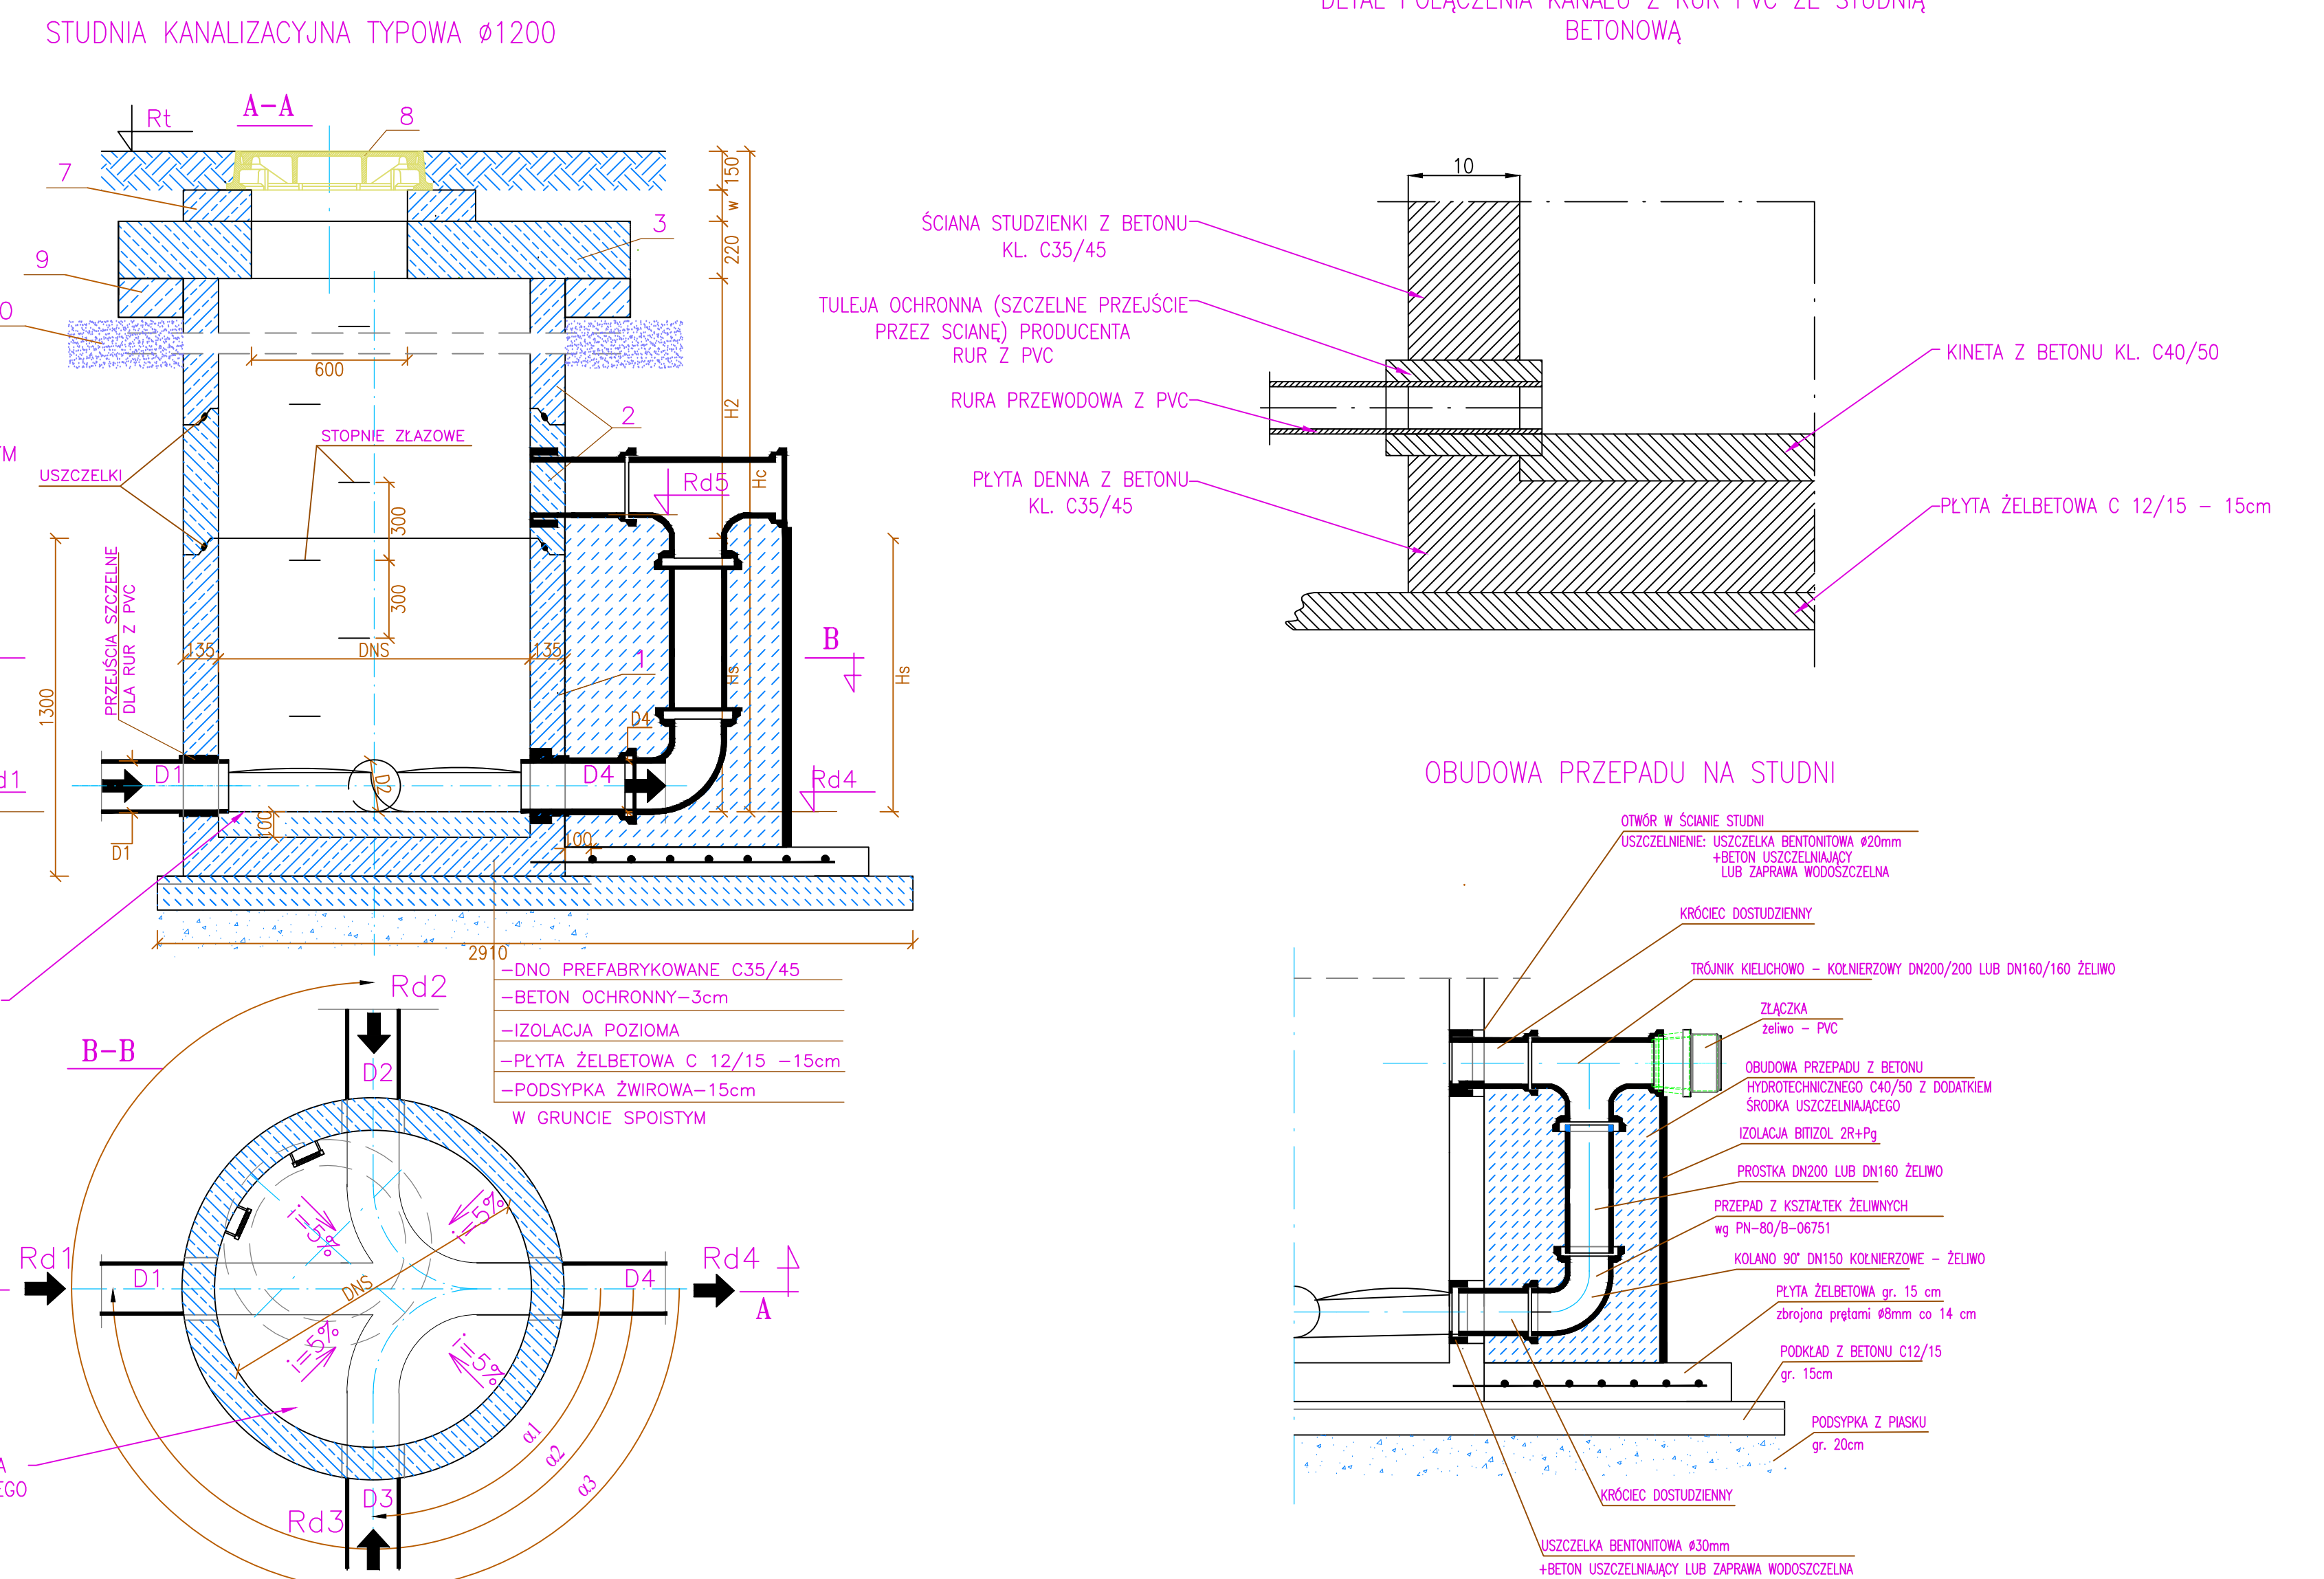 STUDNIA KANALIZACYJNA TYPOWA ø1200
A-A
Rt
8
7
3
9
0
150
w
220
600
H2
Hc
2
STOPNIE ZŁAZOWE
USZCZELKI
Rd5
300
300
PRZEJŚCIA SZCZELNE
DLA RUR Z PVC
135
DNS
135
1
1300
Hs
Hs
B
D4
D1
D2
D4
Rd4
d1
D1
100
100
2910
-DNO PREFABRYKOWANE C35/45
-BETON OCHRONNY-3cm
-IZOLACJA POZIOMA
-PŁYTA ŻELBETOWA C 12/15 -15cm
-PODSYPKA ŻWIROWA-15cm
W GRUNCIE SPOISTYM
B-B
Rd2
D2
i=5%
i=5%
Rd1
D1
DNS
D4
Rd4
A
i=5%
i=5%
α1
α2
α3
D3
Rd3
A
EGO
BETONOWĄ
10
ŚCIANA STUDZIENKI Z BETONU
KL. C35/45
TULEJA OCHRONNA (SZCZELNE PRZEJŚCIE
PRZEZ SCIANĘ) PRODUCENTA
RUR Z PVC
KINETA Z BETONU KL. C40/50
RURA PRZEWODOWA Z PVC
PŁYTA DENNA Z BETONU
KL. C35/45
PŁYTA ŻELBETOWA C 12/15 - 15cm
OBUDOWA PRZEPADU NA STUDNI
OTWÓR W ŚCIANIE STUDNI
USZCZELNIENIE: USZCZELKA BENTONITOWA ø20mm
+BETON USZCZELNIAJĄCY
LUB ZAPRAWA WODOSZCZELNA
KRÓCIEC DOSTUDZIENNY
TRÓJNIK KIELICHOWO - KOŁNIERZOWY DN200/200 LUB DN160/160 ŻELIWO
ZŁĄCZKA
żeliwo - PVC
OBUDOWA PRZEPADU Z BETONU
HYDROTECHNICZNEGO C40/50 Z DODATKIEM
ŚRODKA USZCZELNIAJĄCEGO
IZOLACJA BITIZOL 2R+Pg
PROSTKA DN200 LUB DN160 ŻELIWO
PRZEPAD Z KSZTAŁTEK ŻELIWNYCH
wg PN-80/B-06751
KOLANO 90° DN150 KOŁNIERZOWE - ŻELIWO
PŁYTA ŻELBETOWA gr. 15 cm
zbrojona prętami ø8mm co 14 cm
PODKŁAD Z BETONU C12/15
gr. 15cm
PODSYPKA Z PIASKU
gr. 20cm
KRÓCIEC DOSTUDZIENNY
USZCZELKA BENTONITOWA ø30mm
+BETON USZCZELNIAJĄCY LUB ZAPRAWA WODOSZCZELNA